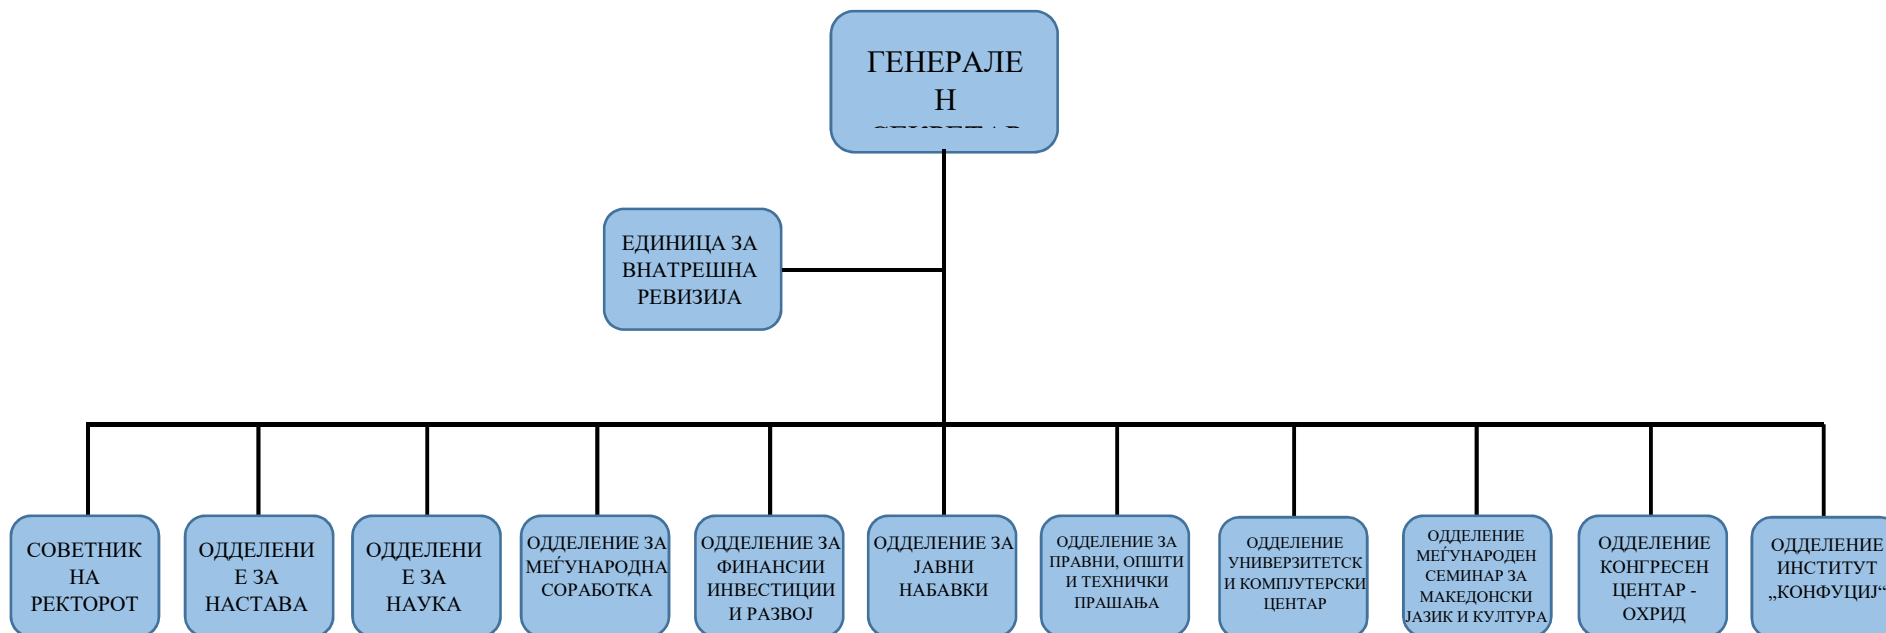 ГЕНЕРАЛЕ
Н
СЕКРЕТАР
ЕДИНИЦА ЗА
ВНАТРЕШНА
РЕВИЗИЈА
СОВЕТНИК
НА
РЕКТОРОТ
ОДДЕЛЕНИ
Е ЗА
НАСТАВА
ОДДЕЛЕНИ
Е ЗА
НАУКА
ОДДЕЛЕНИЕ ЗА
МЕЃУНАРОДНА
СОРАБОТКА
ОДДЕЛЕНИЕ ЗА
ФИНАНСИИ
ИНВЕСТИЦИИ
И РАЗВОЈ
ОДДЕЛЕНИЕ ЗА
ЈАВНИ
НАБАВКИ
ОДДЕЛЕНИЕ ЗА
ПРАВНИ, ОПШТИ
И ТЕХНИЧКИ
ПРАШАЊА
ОДДЕЛЕНИЕ
УНИВЕРЗИТЕТСК
И КОМПЈУТЕРСКИ
ЦЕНТАР
ОДДЕЛЕНИЕ
МЕЃУНАРОДЕН
СЕМИНАР ЗА
МАКЕДОНСКИ
ЈАЗИК И КУЛТУРА
ОДДЕЛЕНИЕ
КОНГРЕСЕН
ЦЕНТАР -
ОХРИД
ОДДЕЛЕНИЕ
ИНСТИТУТ
„КОНФУЦИЈ“